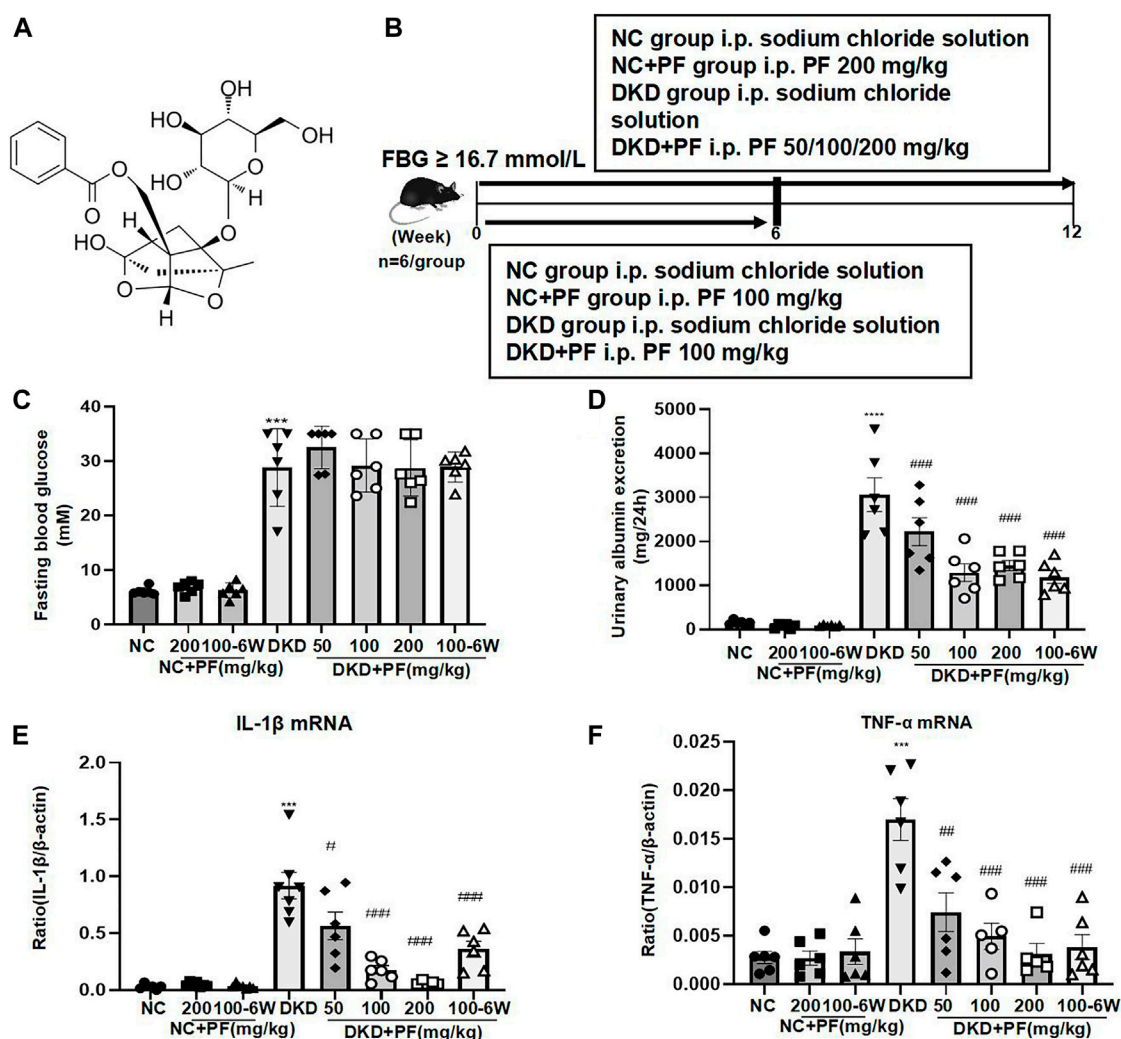 A
OH
HO
OH
HO
O
HO
O
H
O
O
H
HO
O
O
H
B
NC group i.p. sodium chloride solution
NC+PF group i.p. PF 200 mg/kg
DKD group i.p. sodium chloride
solution
DKD+PF i.p. PF 50/100/200 mg/kg
FBG ≥ 16.7 mmol/L
(Week)
n=6/group
0
6
12
NC group i.p. sodium chloride solution
NC+PF group i.p. PF 100 mg/kg
DKD group i.p. sodium chloride solution
DKD+PF i.p. PF 100 mg/kg
C
Fasting blood glucose
(mM)
40
30
20
10
0
***
NC 200 100-6W DKD 50 100 200 100-6W
NC+PF(mg/kg) DKD+PF(mg/kg)
D
Urinary albumin excretion
(mg/24h)
5000
4000
3000
2000
1000
0
**** ### ### ### ###
NC 200 100-6W DKD 50 100 200 100-6W
NC+PF(mg/kg) DKD+PF(mg/kg)
E
IL-1β mRNA
Ratio(IL-1β/β-actin)
2.0
1.5
1.0
0.5
0.0
*** # ### ### ###
NC 200 100-6W DKD 50 100 200 100-6W
NC+PF(mg/kg) DKD+PF(mg/kg)
F
TNF-α mRNA
Ratio(TNF-α/β-actin)
0.025
0.020
0.015
0.010
0.005
0.000
*** ## ### ### ###
NC 200 100-6W DKD 50 100 200 100-6W
NC+PF(mg/kg) DKD+PF(mg/kg)